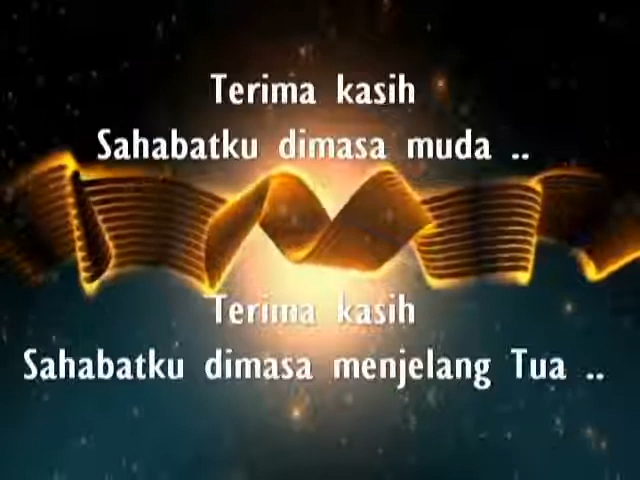 Terima kasih
Sahabatku dimasa muda ..
Terima kasih
Sahabatku dimasa menjelang Tua ..